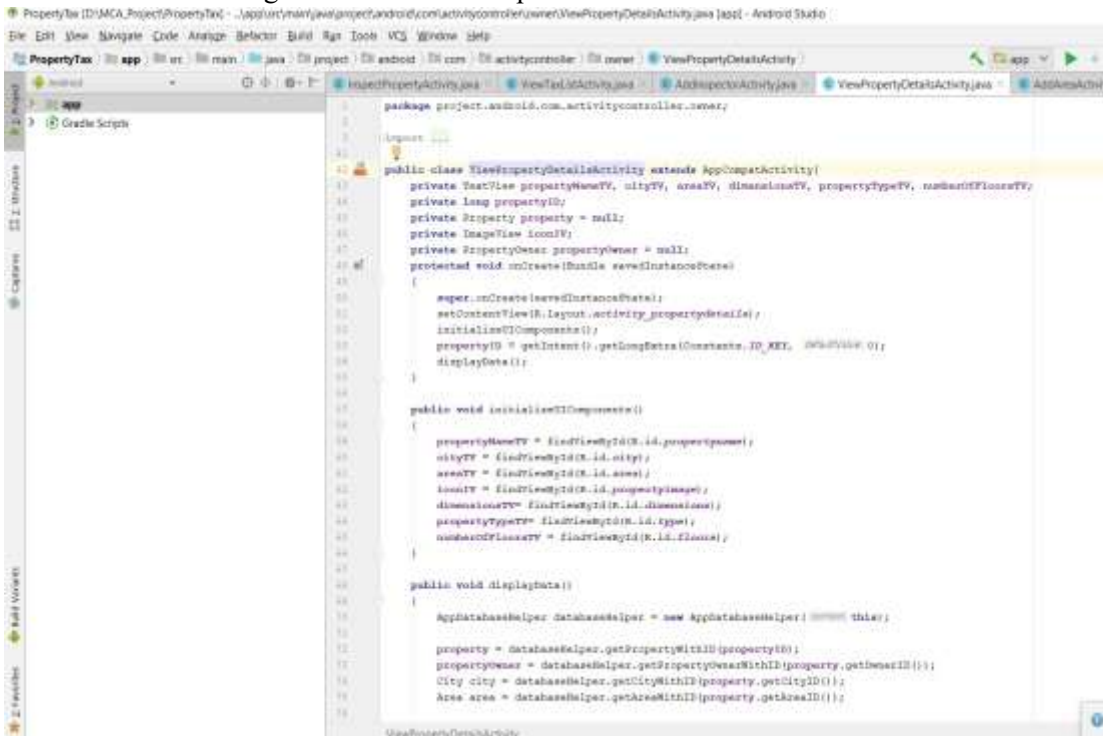 PropertyTax [D:\MCA_Project\PropertyTax] - ...\app\src\main\java\project\android\com\activitycontroller\owner\ViewPropertyDetailsActivity.java [app] - Android Studio
File Edit View Navigate Code Analyze Refactor Build Run Tools VCS Window Help
PropertyTax app src main java project android com activitycontroller owner ViewPropertyDetailsActivity app
Android InspectPropertyActivity.java ViewTaxListActivity.java AddInspectorActivity.java ViewPropertyDetailsActivity.java
app
Gradle Scripts
Structure
Captures
Build Variants
2: Favorites
package project.android.com.activitycontroller.owner;
import ...
public class ViewPropertyDetailsActivity extends AppCompatActivity{
private TextView propertyNameTV, cityTV, areaTV, dimensionsTV, propertyTypeTV, numberOfFloorsTV;
private long propertyID;
private Property property = null;
private ImageView iconIV;
private PropertyOwner propertyOwner = null;
protected void onCreate(Bundle savedInstanceState)
{
super.onCreate(savedInstanceState);
setContentView(R.layout.activity_propertydetails);
initializeUIComponents();
propertyID = getIntent().getLongExtra(Constants.ID_KEY, defaultValue: 0);
displayData();
}
public void initializeUIComponents()
{
propertyNameTV = findViewById(R.id.propertyname);
cityTV = findViewById(R.id.city);
areaTV = findViewById(R.id.area);
iconIV = findViewById(R.id.propertyimage);
dimensionsTV= findViewById(R.id.dimensions);
propertyTypeTV= findViewById(R.id.type);
numberOfFloorsTV = findViewById(R.id.floors);
}
public void displayData()
{
AppDatabaseHelper databaseHelper = new AppDatabaseHelper( this);
property = databaseHelper.getPropertyWithID(propertyID);
propertyOwner = databaseHelper.getPropertyOwnerWithID(property.getOwnerID());
City city = databaseHelper.getCityWithID(property.getCityID());
Area area = databaseHelper.getAreaWithID(property.getAreaID());
ViewPropertyDetailsActivity